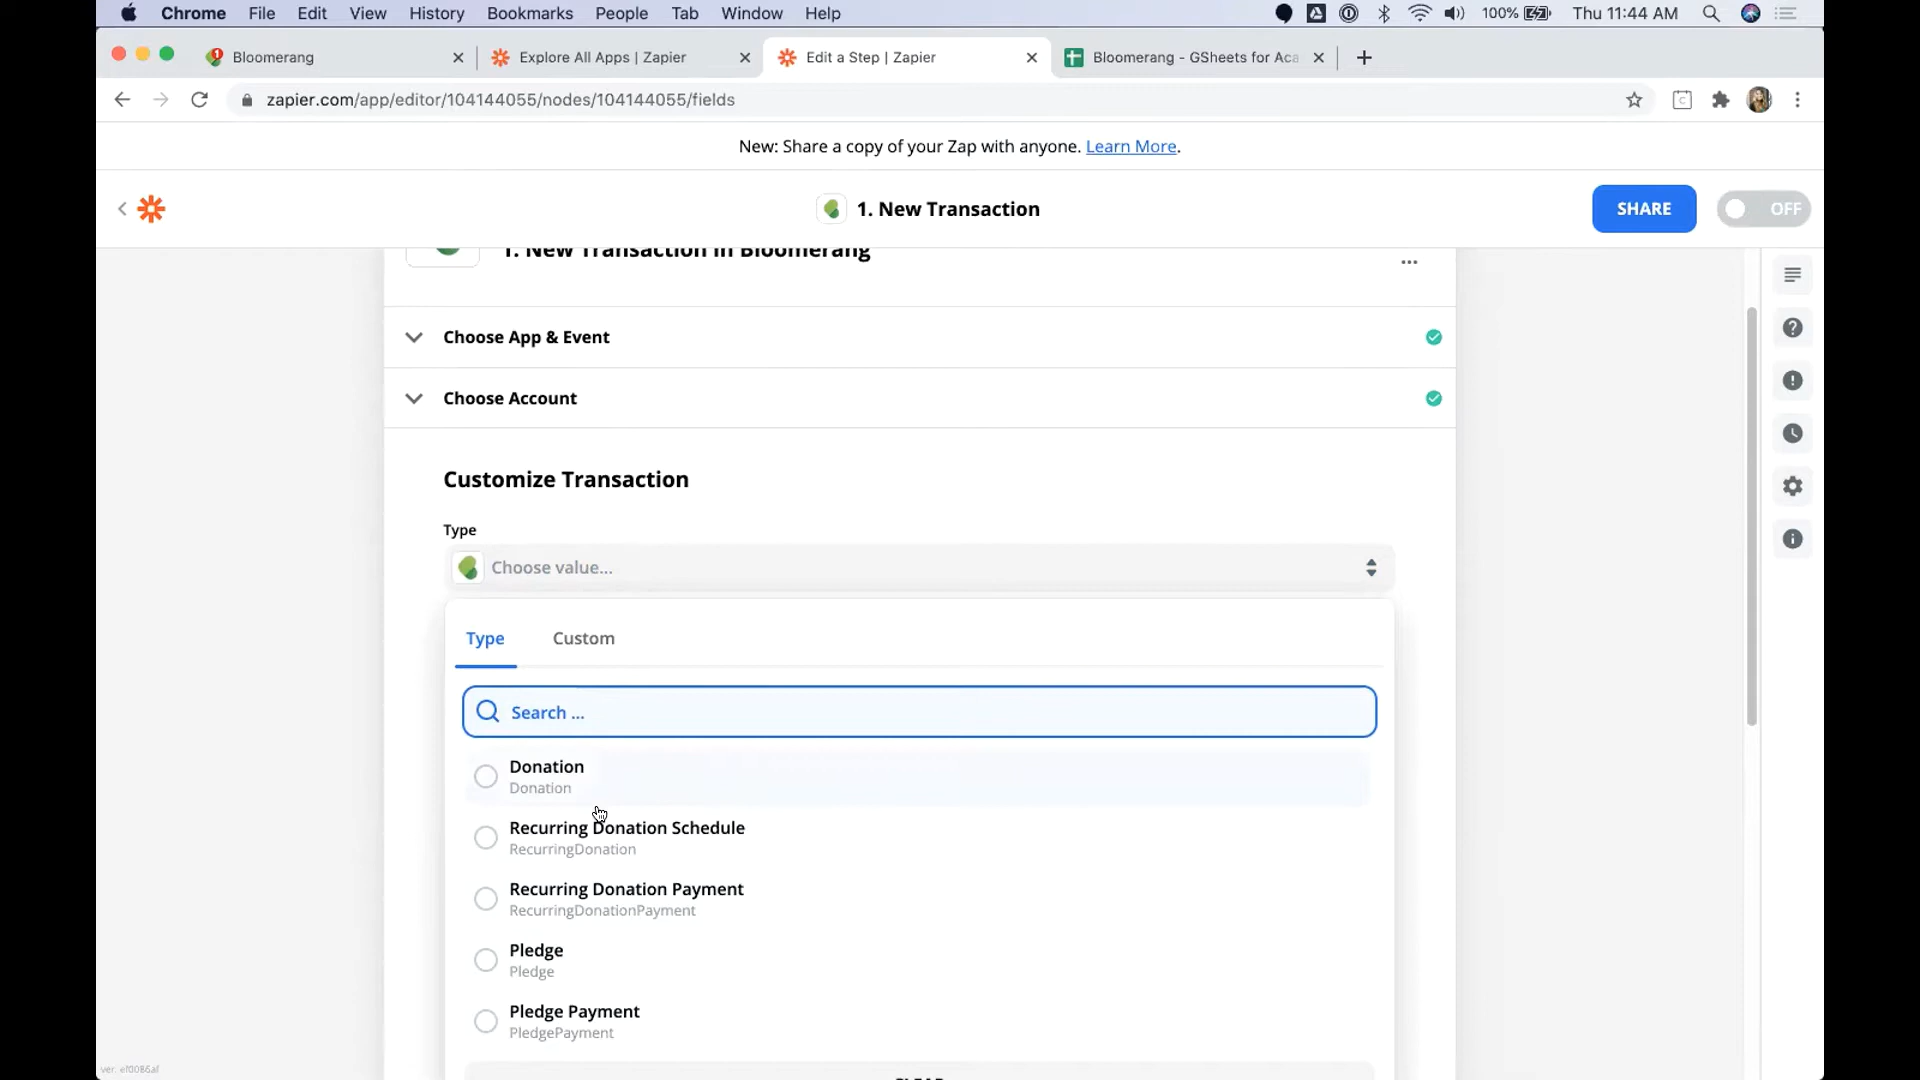 Chrome File Edit View History Bookmarks People Tab Window Help 100% Thu 11:44 AM
1 Bloomerang Explore All Apps | Zapier Edit a Step | Zapier Bloomerang - GSheets for Aca
zapier.com/app/editor/104144055/nodes/104144055/fields
New: Share a copy of your Zap with anyone. Learn More.
1. New Transaction SHARE OFF
1. New Transaction in Bloomerang ...
Choose App & Event
Choose Account
Customize Transaction
Type
Choose value...
Type Custom
Search ...
Donation
Donation
Recurring Donation Schedule
RecurringDonation
Recurring Donation Payment
RecurringDonationPayment
Pledge
Pledge
Pledge Payment
PledgePayment
CLEAR
ver. ef0086af